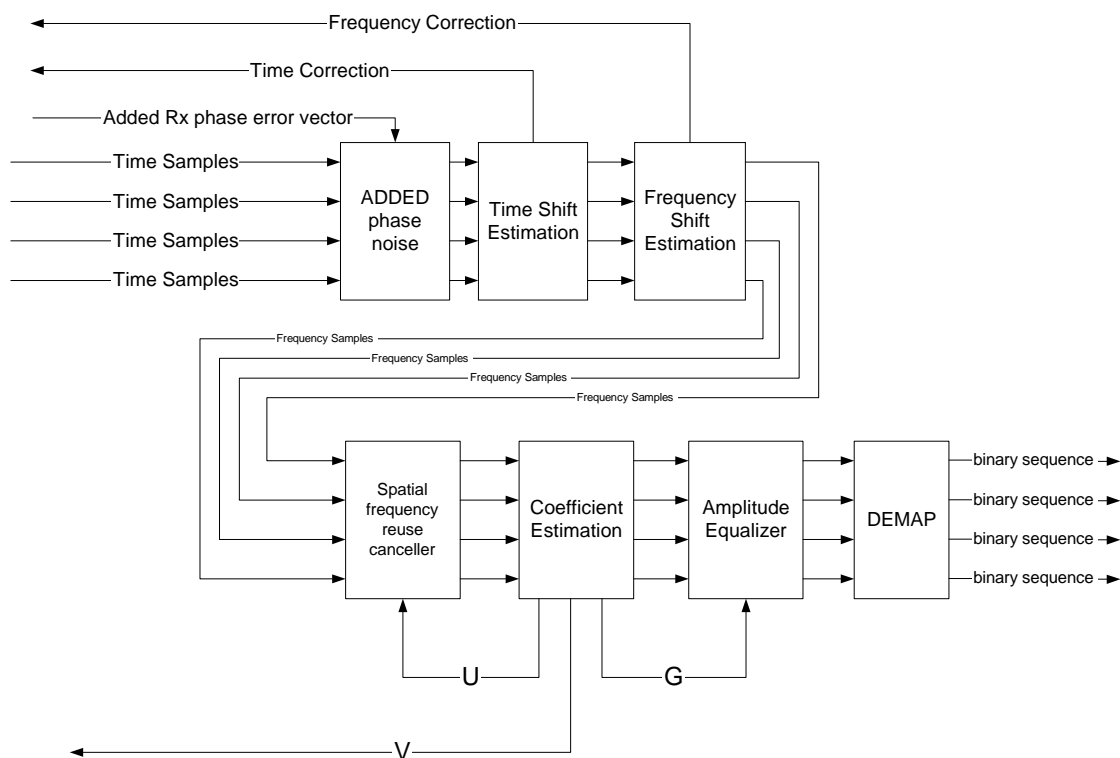 Frequency Correction
Time Correction
Added Rx phase error vector
Time Samples
Time Samples
Time Samples
Time Samples
ADDED
phase
noise
Time Shift
Estimation
Frequency
Shift
Estimation
Frequency Samples
Frequency Samples
Frequency Samples
Frequency Samples
Spatial
frequency
reuse
canceller
Coefficient
Estimation
Amplitude
Equalizer
DEMAP
binary sequence
binary sequence
binary sequence
binary sequence
U
G
V